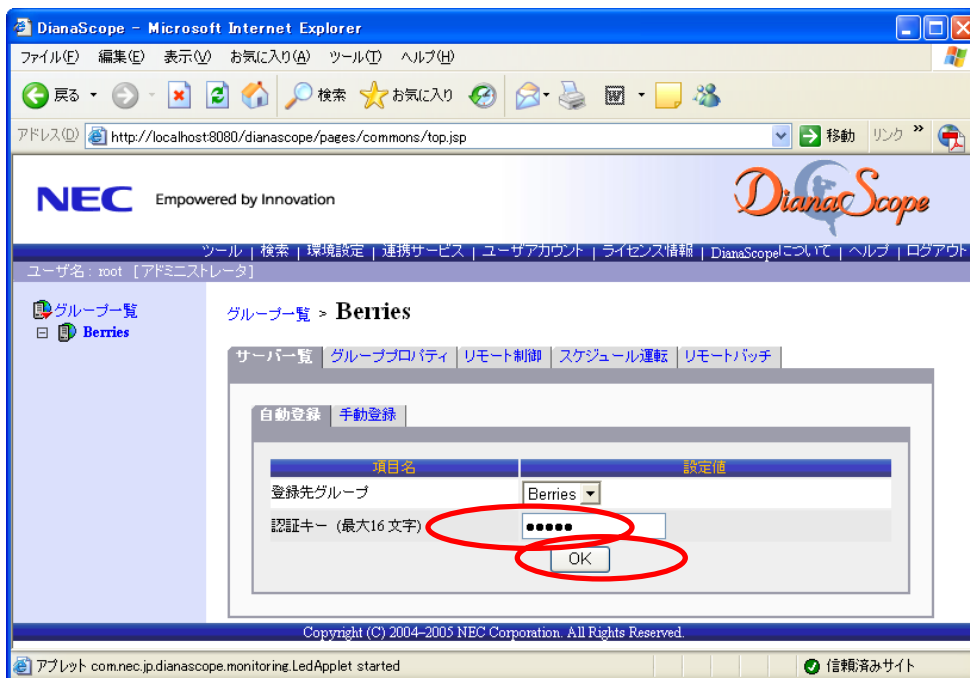 DianaScope - Microsoft Internet Explorer
ファイル(F) 編集(E) 表示(V) お気に入り(A) ツール(T) ヘルプ(H)
戻る 検索 お気に入り
アドレス(D) http://localhost:8080/dianascope/pages/commons/top.jsp 移動 リンク »
NEC Empowered by Innovation DianaScope
ツール | 検索 | 環境設定 | 連携サービス | ユーザアカウント | ライセンス情報 | DianaScopeについて | ヘルプ | ログアウト
ユーザ名 : root [アドミニストレータ]
グループ一覧
Berries
グループ一覧 > Berries
サーバ一覧 グループプロパティ リモート制御 スケジュール運転 リモートバッチ
自動登録 手動登録
項目名 設定値
登録先グループ Berries
認証キー (最大16 文字) ●●●●●
OK
Copyright (C) 2004-2005 NEC Corporation. All Rights Reserved.
アプレット com.nec.jp.dianascope.monitoring.LedApplet started 信頼済みサイト